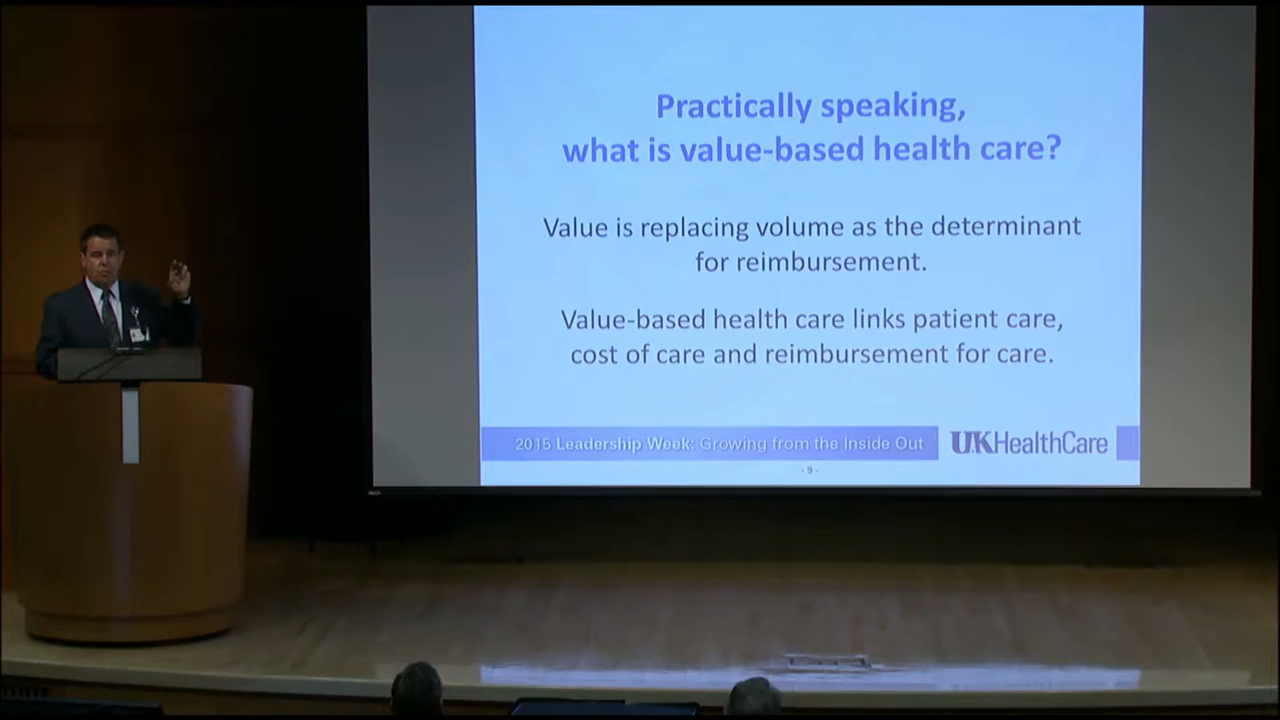 Practically speaking,
what is value-based health care?
Value is replacing volume as the determinant
for reimbursement.
Value-based health care links patient care,
cost of care and reimbursement for care.
2015 Leadership Week: Growing from the Inside Out
UKHealthCare
- 9 -